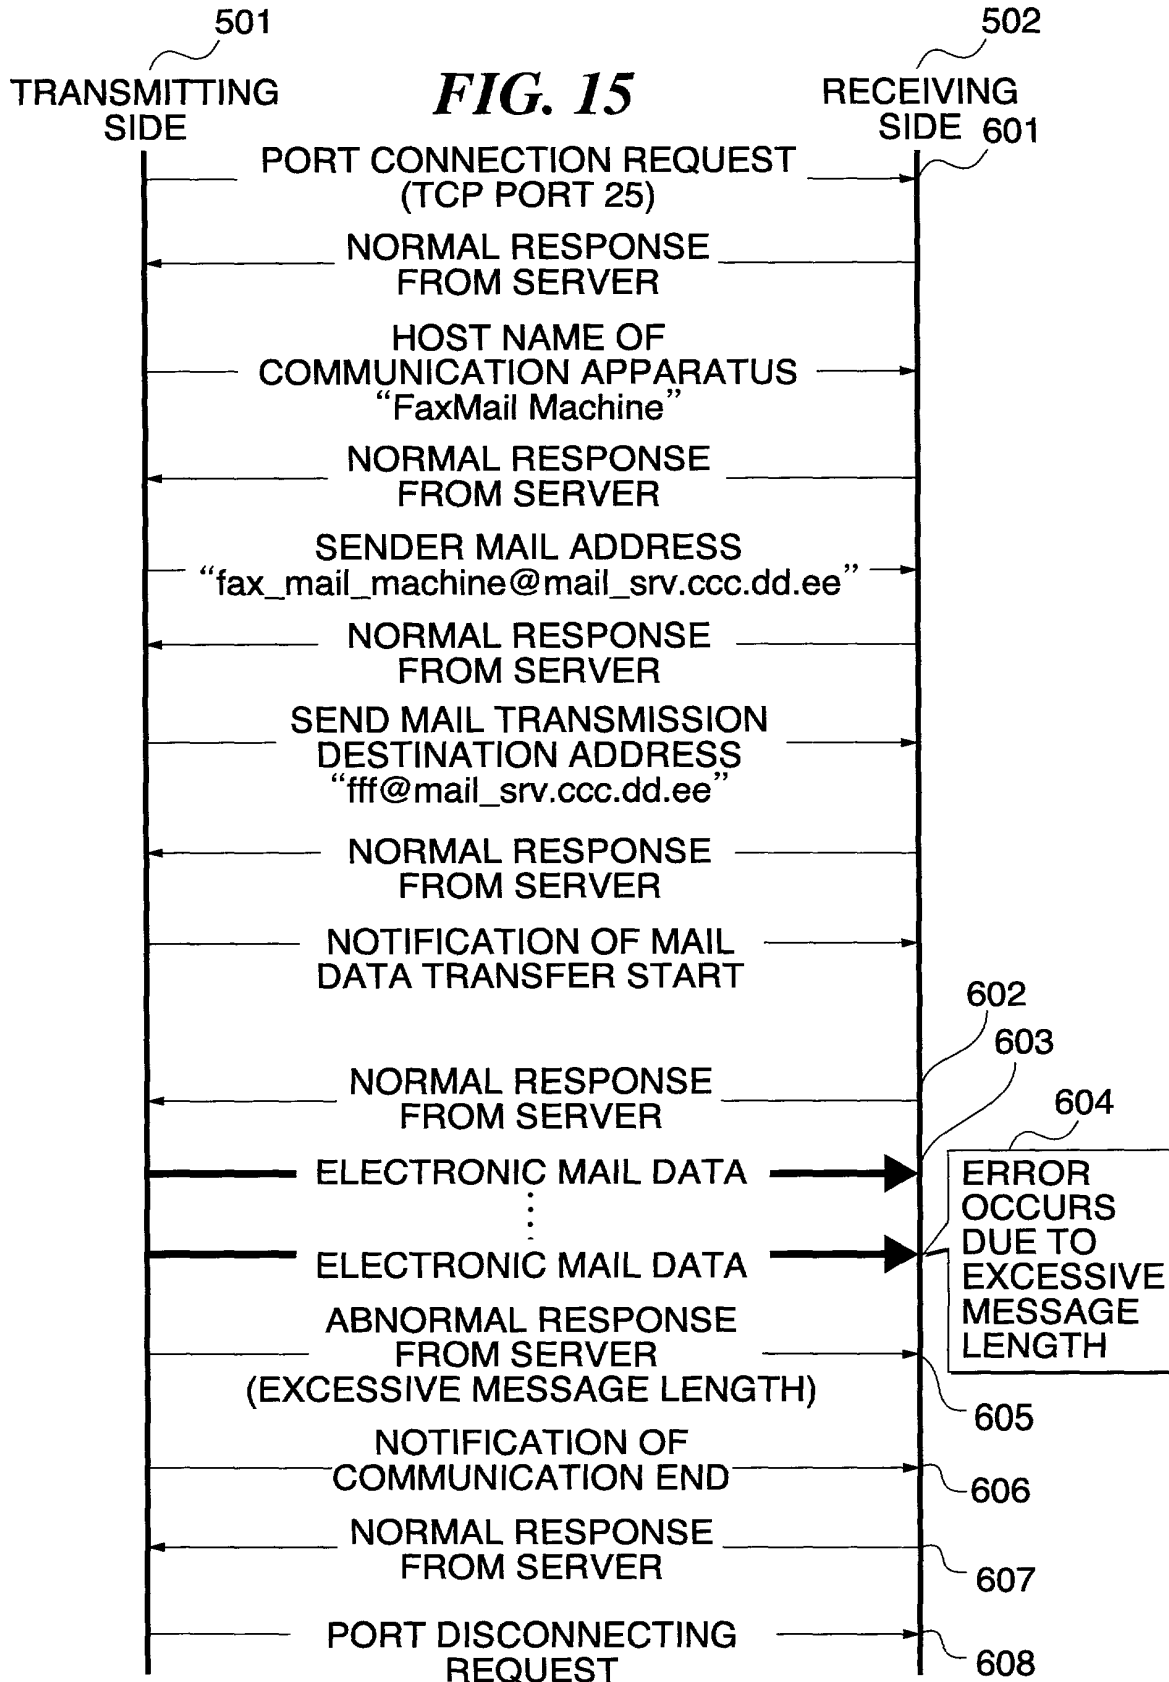 501
502
TRANSMITTING
SIDE
FIG. 15
RECEIVING
SIDE
601
PORT CONNECTION REQUEST
(TCP PORT 25)
NORMAL RESPONSE
FROM SERVER
HOST NAME OF
COMMUNICATION APPARATUS
“FaxMail Machine”
NORMAL RESPONSE
FROM SERVER
SENDER MAIL ADDRESS
“fax_mail_machine@mail_srv.ccc.dd.ee”
NORMAL RESPONSE
FROM SERVER
SEND MAIL TRANSMISSION
DESTINATION ADDRESS
“fff@mail_srv.ccc.dd.ee”
NORMAL RESPONSE
FROM SERVER
NOTIFICATION OF MAIL
DATA TRANSFER START
602
603
NORMAL RESPONSE
FROM SERVER
604
ELECTRONIC MAIL DATA
ELECTRONIC MAIL DATA
ERROR
OCCURS
DUE TO
EXCESSIVE
MESSAGE
LENGTH
ABNORMAL RESPONSE
FROM SERVER
(EXCESSIVE MESSAGE LENGTH)
605
NOTIFICATION OF
COMMUNICATION END
606
NORMAL RESPONSE
FROM SERVER
607
PORT DISCONNECTING
REQUEST
608